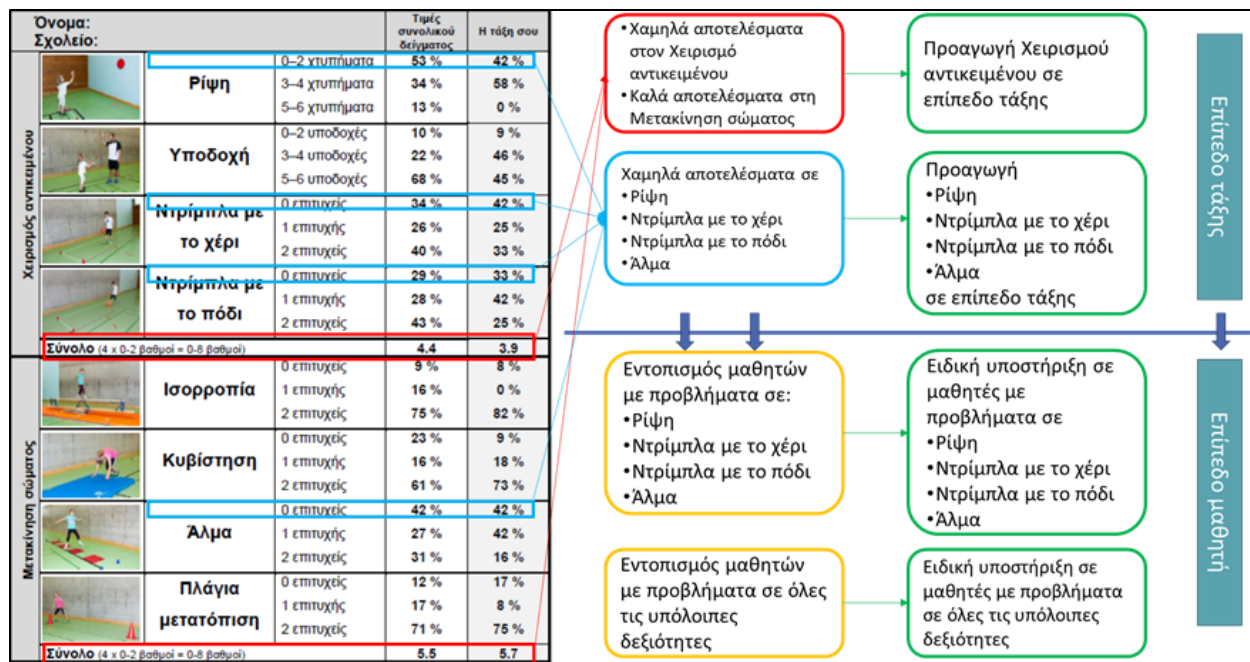 Όνομα:
Σχολείο:
Τιμές συνολικού δείγματος
Η τάξη σου
Χειρισμός αντικειμένου
Ρίψη
0–2 χτυπήματα 53 % 42 %
3–4 χτυπήματα 34 % 58 %
5–6 χτυπήματα 13 % 0 %
Υποδοχή
0–2 υποδοχές 10 % 9 %
3–4 υποδοχές 22 % 46 %
5–6 υποδοχές 68 % 45 %
Ντρίμπλα με
το χέρι
0 επιτυχείς 34 % 42 %
1 επιτυχής 26 % 25 %
2 επιτυχείς 40 % 33 %
Ντρίμπλα με
το πόδι
0 επιτυχείς 29 % 33 %
1 επιτυχής 28 % 42 %
2 επιτυχείς 43 % 25 %
Σύνολο (4 x 0-2 βαθμοί = 0-8 βαθμοί) 4.4 3.9
Μετακίνηση σώματος
Ισορροπία
0 επιτυχείς 9 % 8 %
1 επιτυχής 16 % 0 %
2 επιτυχείς 75 % 82 %
Κυβίστηση
0 επιτυχείς 23 % 9 %
1 επιτυχής 16 % 18 %
2 επιτυχείς 61 % 73 %
Άλμα
0 επιτυχείς 42 % 42 %
1 επιτυχής 27 % 42 %
2 επιτυχείς 31 % 16 %
Πλάγια
μετατόπιση
0 επιτυχείς 12 % 17 %
1 επιτυχής 17 % 8 %
2 επιτυχείς 71 % 75 %
Σύνολο (4 x 0-2 βαθμοί = 0-8 βαθμοί) 5.5 5.7
•Χαμηλά αποτελέσματα
στον Χειρισμό
αντικειμένου
•Καλά αποτελέσματα στη
Μετακίνηση σώματος
Προαγωγή Χειρισμού
αντικειμένου σε
επίπεδο τάξης
Χαμηλά αποτελέσματα σε
•Ρίψη
•Ντρίμπλα με το χέρι
•Ντρίμπλα με το πόδι
•Άλμα
Προαγωγή
•Ρίψη
•Ντρίμπλα με το χέρι
•Ντρίμπλα με το πόδι
•Άλμα
σε επίπεδο τάξης
Επίπεδο τάξης
Εντοπισμός μαθητών
με προβλήματα σε:
•Ρίψη
•Ντρίμπλα με το χέρι
•Ντρίμπλα με το πόδι
•Άλμα
Ειδική υποστήριξη σε
μαθητές με
προβλήματα σε
•Ρίψη
•Ντρίμπλα με το χέρι
•Ντρίμπλα με το πόδι
•Άλμα
Εντοπισμός μαθητών
με προβλήματα σε όλες
τις υπόλοιπες
δεξιότητες
Ειδική υποστήριξη σε
μαθητές με προβλήματα
σε όλες τις υπόλοιπες
δεξιότητες
Επίπεδο μαθητή